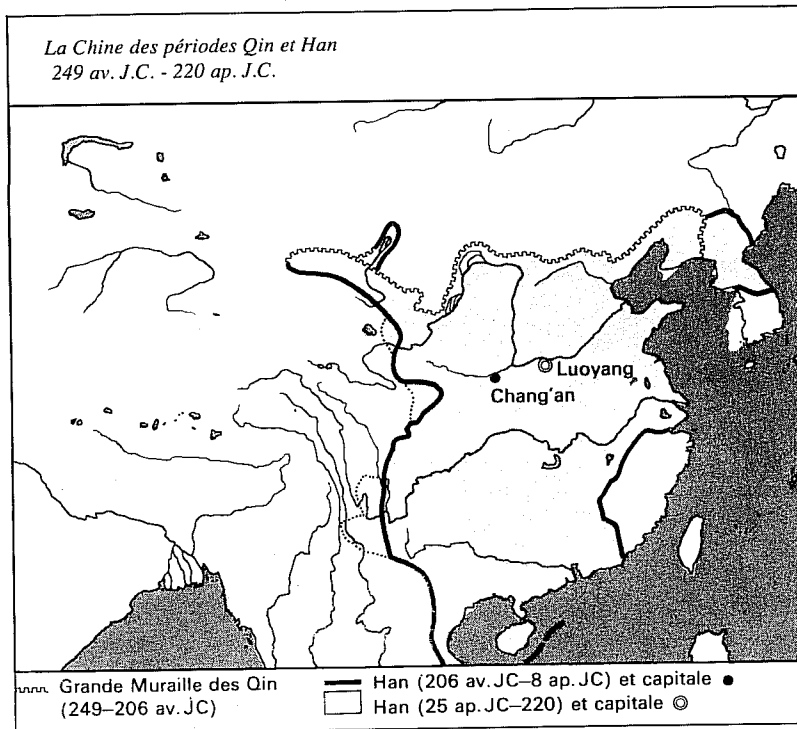 La Chine des périodes Qin et Han
249 av. J.C. - 220 ap. J.C.
Luoyang
Chang'an
Grande Muraille des Qin
(249–206 av. JC)
Han (206 av. JC–8 ap. JC) et capitale
Han (25 ap. JC–220) et capitale